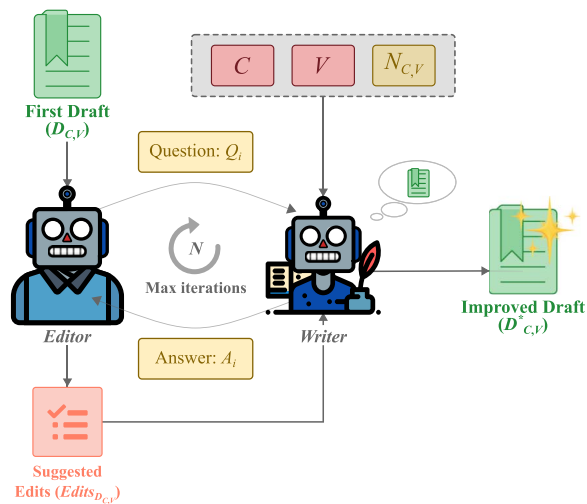 C
V
N_{C,V}
First Draft
(D_{C,V})
Question: Q_i
N
Max iterations
Editor
Writer
Answer: A_i
Improved Draft
(D*_{C,V})
Suggested
Edits (Edits_{D_{C,V}})